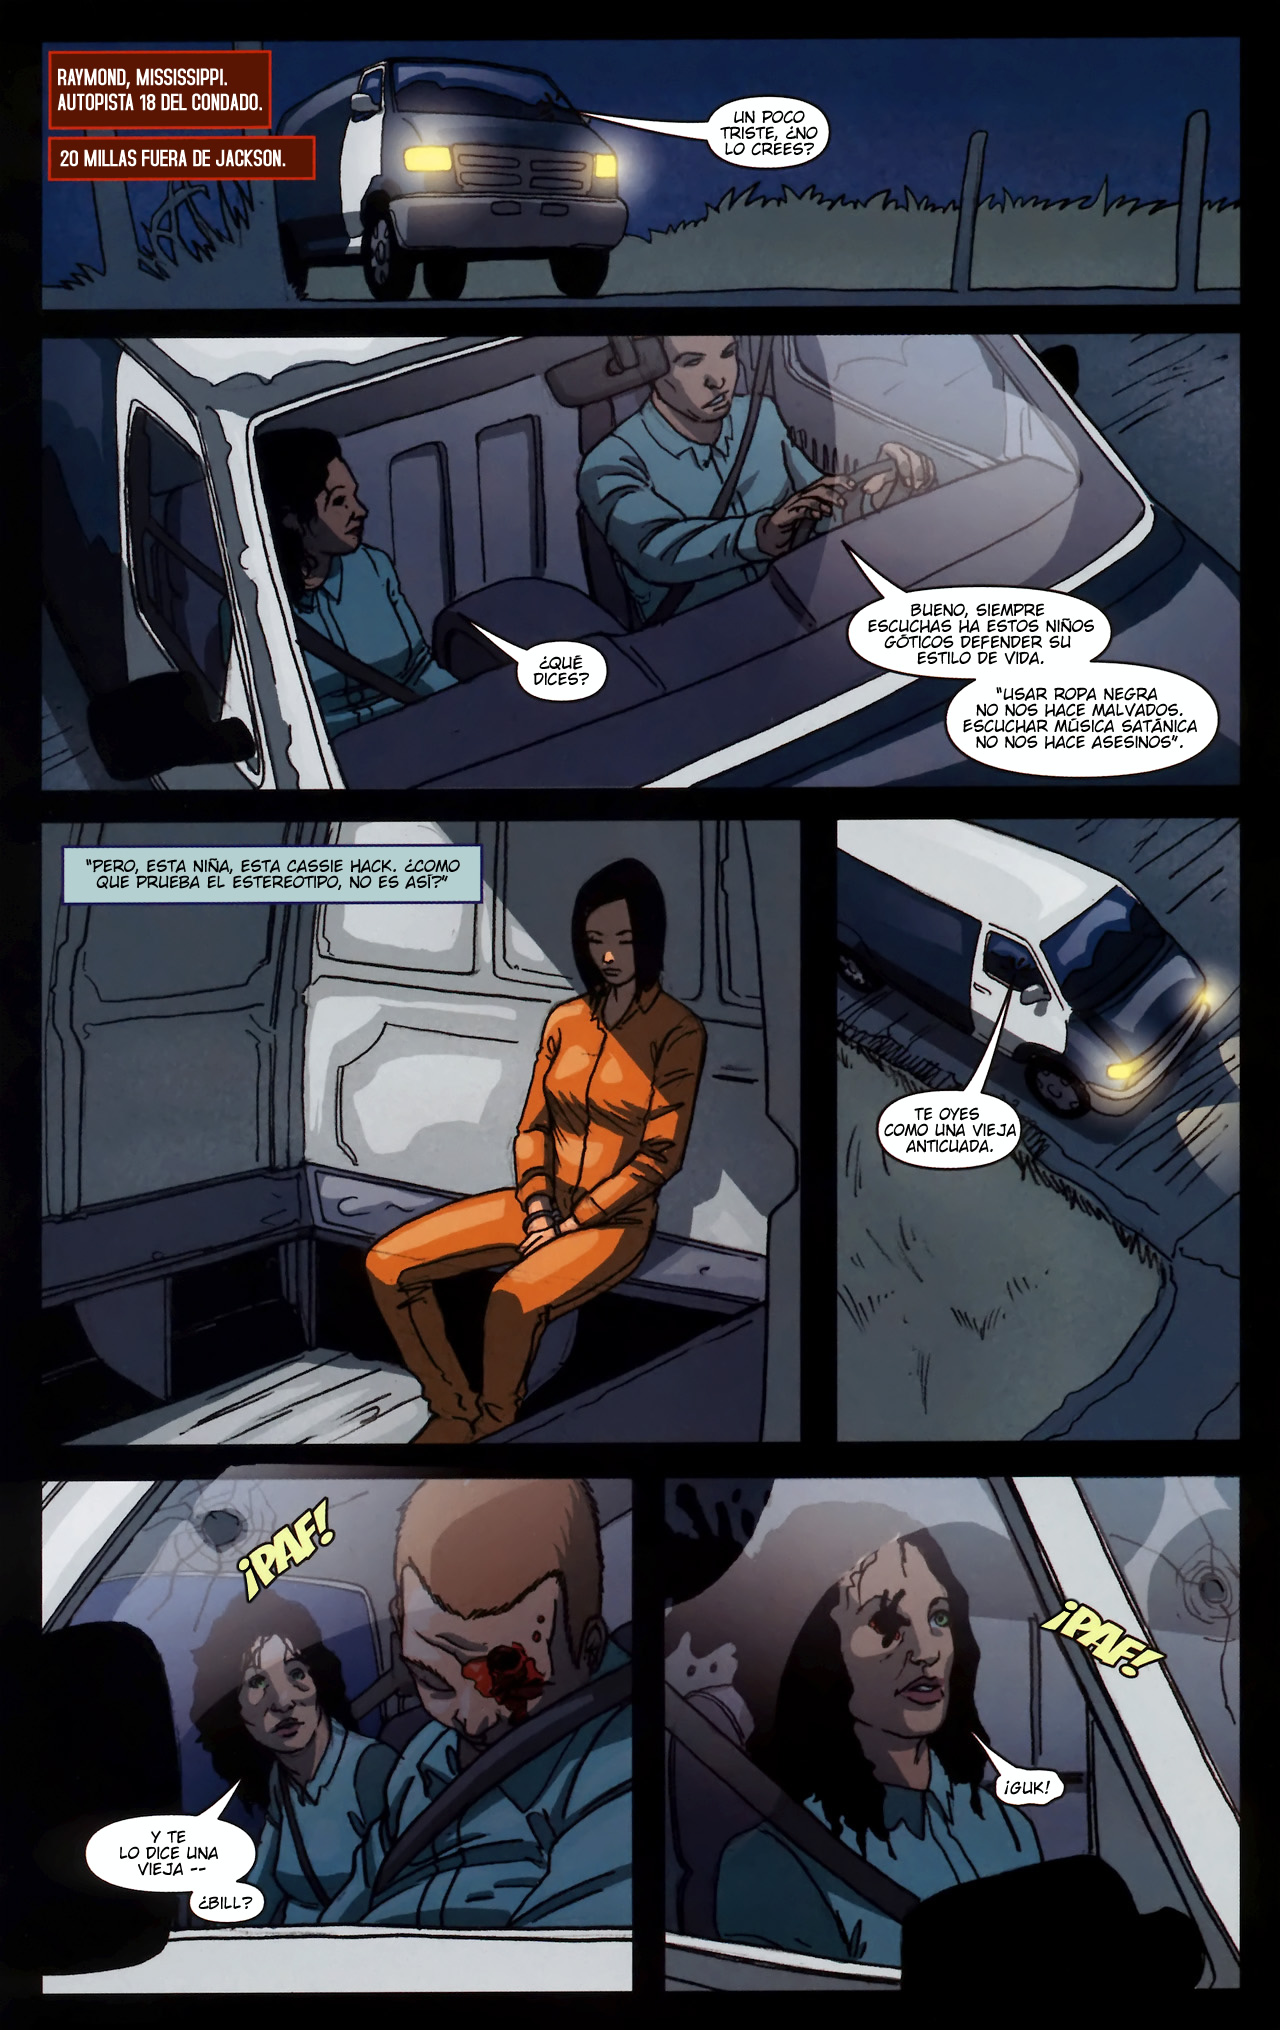 RAYMOND, MISSISSIPPI.
AUTOPISTA 18 DEL CONDADO.
20 MILLAS FUERA DE JACKSON.
UN POCO
TRISTE, ¿NO
LO CREES?
¿QUÉ
DICES?
BUENO, SIEMPRE
ESCUCHAS HA ESTOS NIÑOS
GÓTICOS DEFENDER SU
ESTILO DE VIDA.
"USAR ROPA NEGRA
NO NOS HACE MALVADOS.
ESCUCHAR MÚSICA SATÁNICA
NO NOS HACE ASESINOS".
"PERO, ESTA NIÑA, ESTA CASSIE HACK. ¿COMO
QUE PRUEBA EL ESTEREOTIPO, NO ES ASÍ?"
TE OYES
COMO UNA VIEJA
ANTICUADA.
¡PAF!
Y TE
LO DICE UNA
VIEJA --
¿BILL?
¡PAF!
¡GUK!